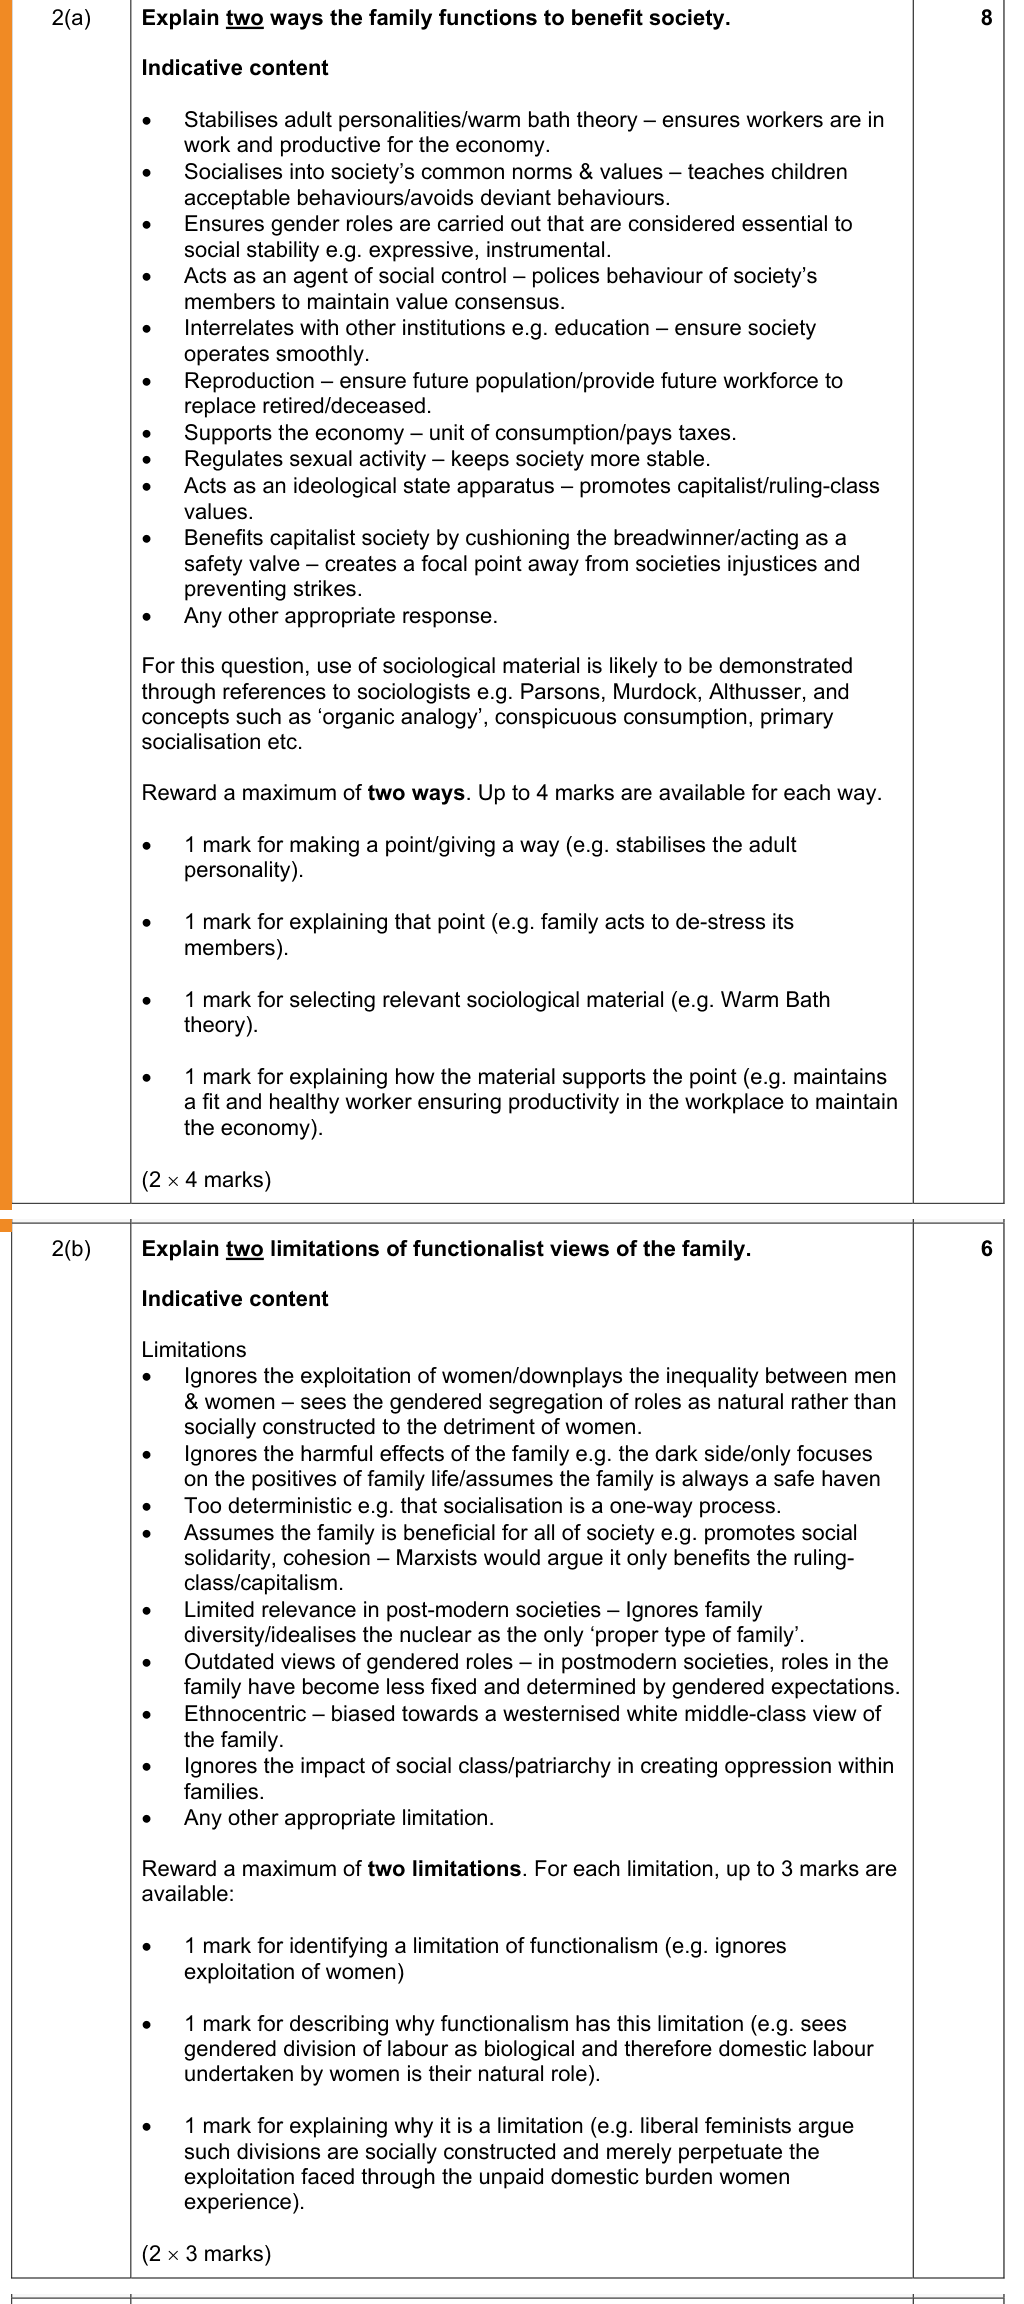 2(a)
Explain two ways the family functions to benefit society.
8
Indicative content
• Stabilises adult personalities/warm bath theory – ensures workers are in
work and productive for the economy.
• Socialises into society’s common norms & values – teaches children
acceptable behaviours/avoids deviant behaviours.
• Ensures gender roles are carried out that are considered essential to
social stability e.g. expressive, instrumental.
• Acts as an agent of social control – polices behaviour of society’s
members to maintain value consensus.
• Interrelates with other institutions e.g. education – ensure society
operates smoothly.
• Reproduction – ensure future population/provide future workforce to
replace retired/deceased.
• Supports the economy – unit of consumption/pays taxes.
• Regulates sexual activity – keeps society more stable.
• Acts as an ideological state apparatus – promotes capitalist/ruling-class
values.
• Benefits capitalist society by cushioning the breadwinner/acting as a
safety valve – creates a focal point away from societies injustices and
preventing strikes.
• Any other appropriate response.
For this question, use of sociological material is likely to be demonstrated
through references to sociologists e.g. Parsons, Murdock, Althusser, and
concepts such as ‘organic analogy’, conspicuous consumption, primary
socialisation etc.
Reward a maximum of two ways. Up to 4 marks are available for each way.
• 1 mark for making a point/giving a way (e.g. stabilises the adult
personality).
• 1 mark for explaining that point (e.g. family acts to de-stress its
members).
• 1 mark for selecting relevant sociological material (e.g. Warm Bath
theory).
• 1 mark for explaining how the material supports the point (e.g. maintains
a fit and healthy worker ensuring productivity in the workplace to maintain
the economy).
(2 × 4 marks)
2(b)
Explain two limitations of functionalist views of the family.
6
Indicative content
Limitations
• Ignores the exploitation of women/downplays the inequality between men
& women – sees the gendered segregation of roles as natural rather than
socially constructed to the detriment of women.
• Ignores the harmful effects of the family e.g. the dark side/only focuses
on the positives of family life/assumes the family is always a safe haven
• Too deterministic e.g. that socialisation is a one-way process.
• Assumes the family is beneficial for all of society e.g. promotes social
solidarity, cohesion – Marxists would argue it only benefits the ruling-
class/capitalism.
• Limited relevance in post-modern societies – Ignores family
diversity/idealises the nuclear as the only ‘proper type of family’.
• Outdated views of gendered roles – in postmodern societies, roles in the
family have become less fixed and determined by gendered expectations.
• Ethnocentric – biased towards a westernised white middle-class view of
the family.
• Ignores the impact of social class/patriarchy in creating oppression within
families.
• Any other appropriate limitation.
Reward a maximum of two limitations. For each limitation, up to 3 marks are
available:
• 1 mark for identifying a limitation of functionalism (e.g. ignores
exploitation of women)
• 1 mark for describing why functionalism has this limitation (e.g. sees
gendered division of labour as biological and therefore domestic labour
undertaken by women is their natural role).
• 1 mark for explaining why it is a limitation (e.g. liberal feminists argue
such divisions are socially constructed and merely perpetuate the
exploitation faced through the unpaid domestic burden women
experience).
(2 × 3 marks)